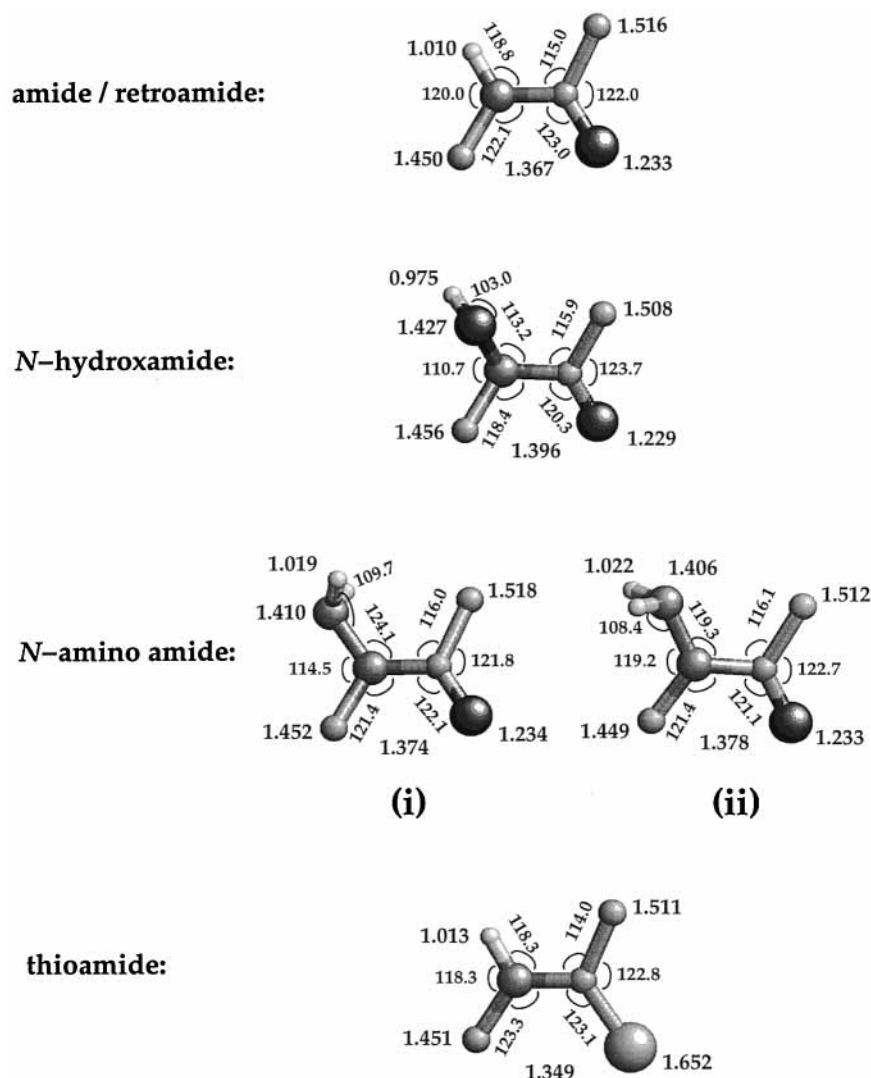 1.010 118.8 115.0 1.516
amide / retroamide: 120.0 122.0
1.450 122.1 1.367 123.0 1.233
0.975 103.0
1.427 113.2 115.9 1.508
N–hydroxamide: 110.7 123.7
1.456 118.4 1.396 120.3 1.229
1.019 109.7 1.518 1.022 1.406 1.512
1.410 124.1 116.0 108.4 119.3 116.1
N–amino amide: 114.5 121.8 119.2 122.7
1.452 121.4 1.374 122.1 1.234 1.449 121.4 1.378 121.1 1.233
(i) (ii)
1.013 118.3 114.0 1.511
thioamide: 118.3 122.8
1.451 123.3 1.349 123.1 1.652